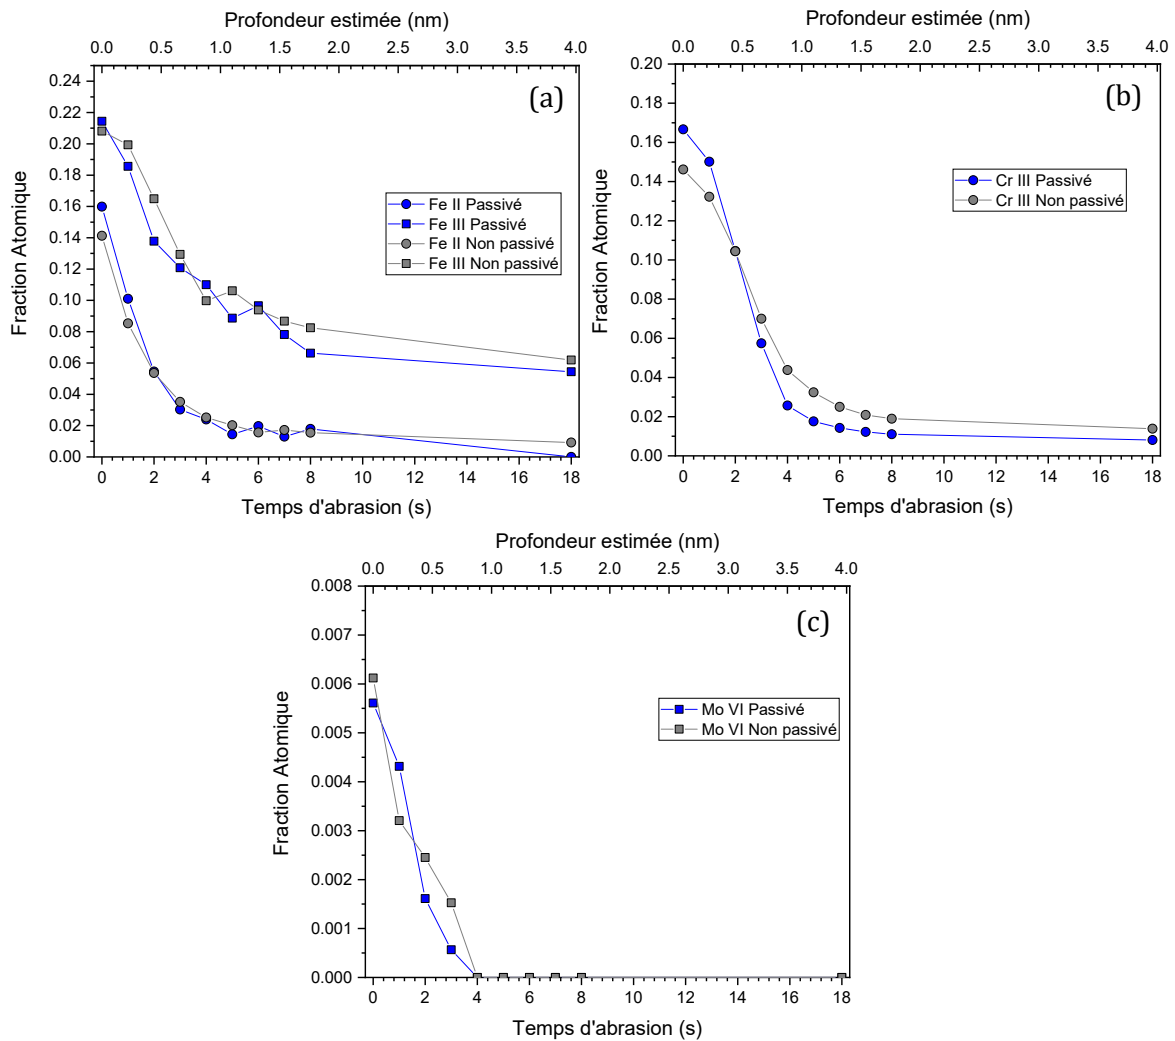 Profondeur estimée (nm)
0.0 0.5 1.0 1.5 2.0 2.5 3.0 3.5 4.0
0.24
0.22
0.20
0.18
0.16
0.14
0.12
0.10
0.08
0.06
0.04
0.02
0.00
Fraction Atomique
(a)
Fe II Passivé
Fe III Passivé
Fe II Non passivé
Fe III Non passivé
0 2 4 6 8 10 12 14 16 18
Temps d'abrasion (s)
Profondeur estimée (nm)
0.0 0.5 1.0 1.5 2.0 2.5 3.0 3.5 4.0
0.20
0.18
0.16
0.14
0.12
0.10
0.08
0.06
0.04
0.02
0.00
Fraction Atomique
(b)
Cr III Passivé
Cr III Non passivé
0 2 4 6 8 10 12 14 16 18
Temps d'abrasion (s)
Profondeur estimée (nm)
0.0 0.5 1.0 1.5 2.0 2.5 3.0 3.5 4.0
0.008
0.007
0.006
0.005
0.004
0.003
0.002
0.001
0.000
Fraction Atomique
(c)
Mo VI Passivé
Mo VI Non passivé
0 2 4 6 8 10 12 14 16 18
Temps d'abrasion (s)